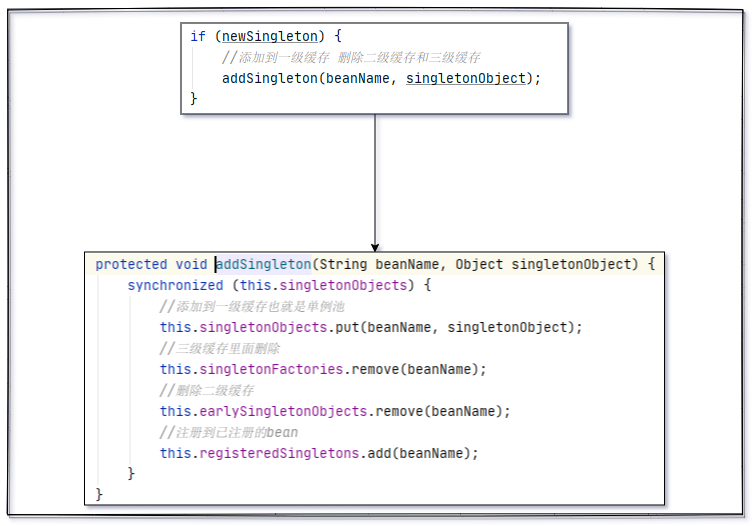 if (newSingleton) {
//添加到一级缓存 删除二级缓存和三级缓存
addSingleton(beanName, singletonObject);
}
protected void addSingleton(String beanName, Object singletonObject) {
synchronized (this.singletonObjects) {
//添加到一级缓存也就是单例池
this.singletonObjects.put(beanName, singletonObject);
//三级缓存里面删除
this.singletonFactories.remove(beanName);
//删除二级缓存
this.earlySingletonObjects.remove(beanName);
//注册到已注册的bean
this.registeredSingletons.add(beanName);
}
}